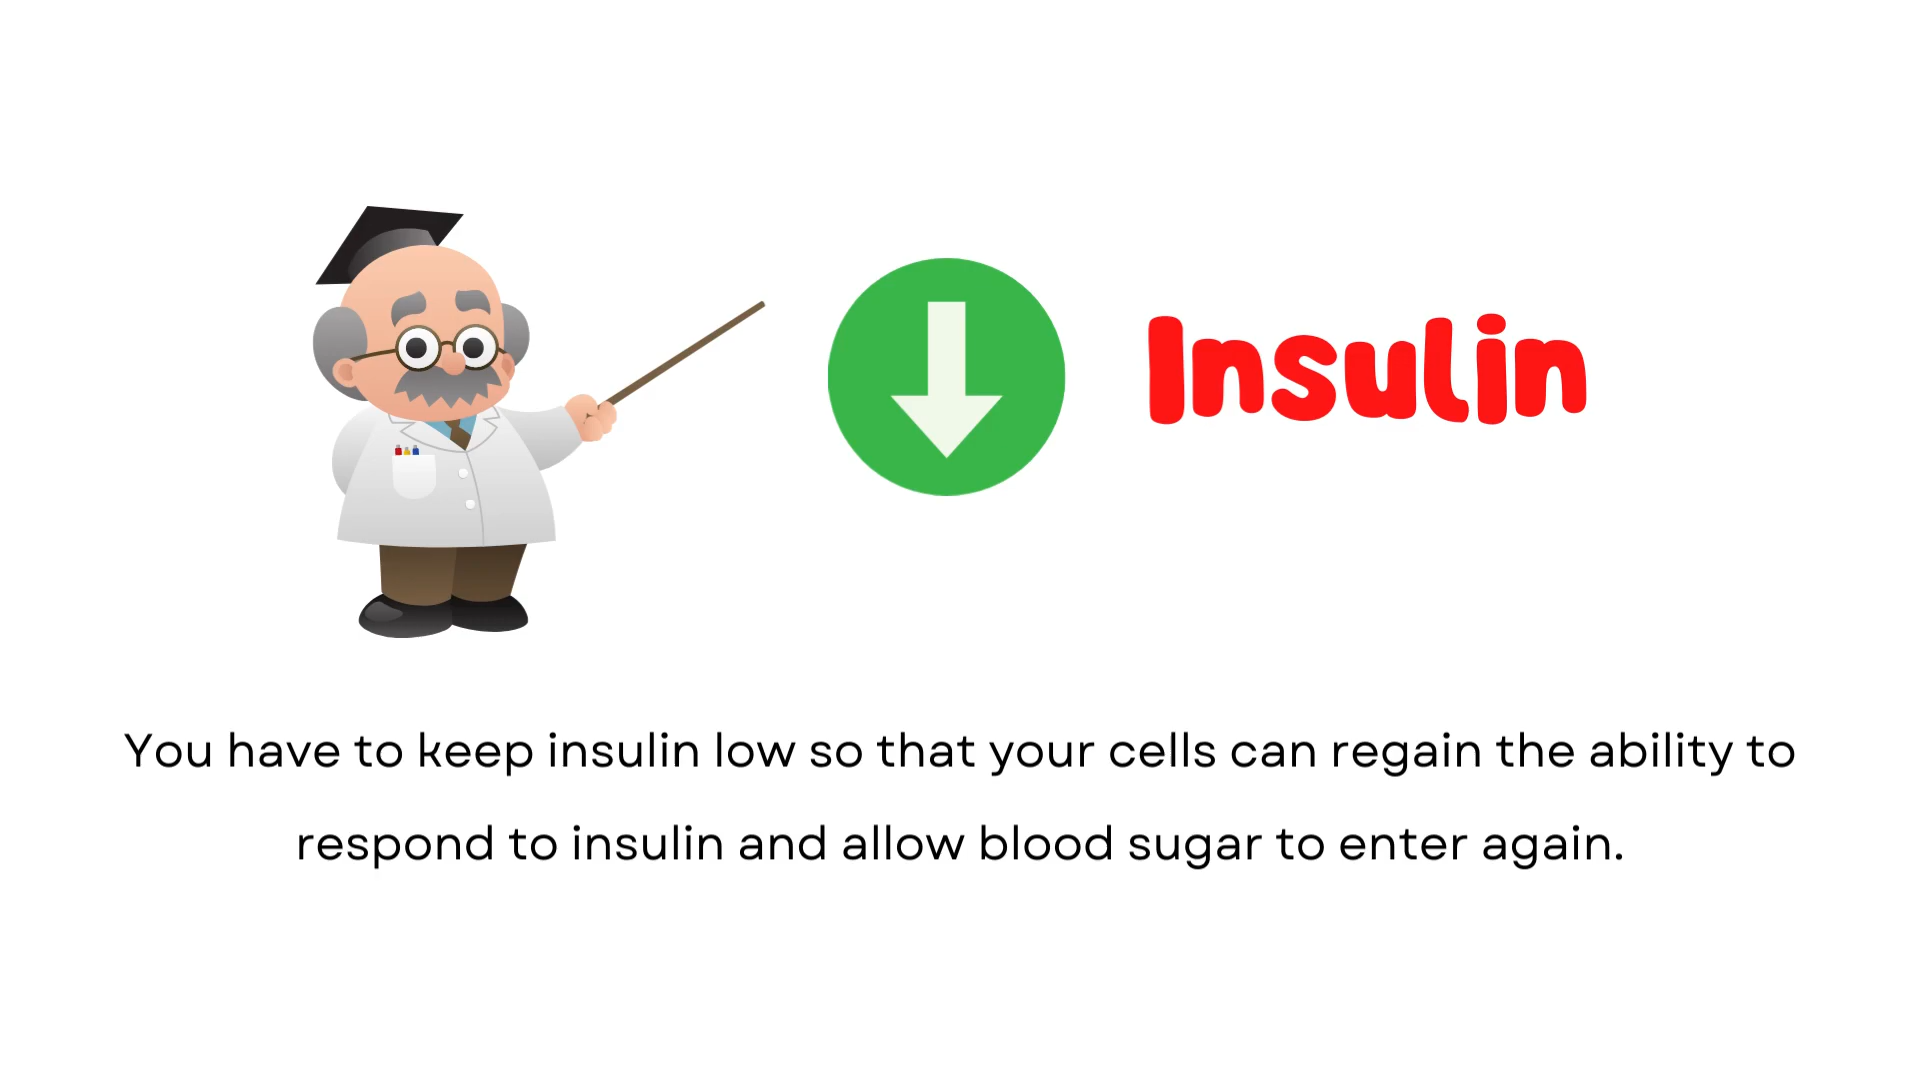 Insulin
You have to keep insulin low so that your cells can regain the ability to
respond to insulin and allow blood sugar to enter again.